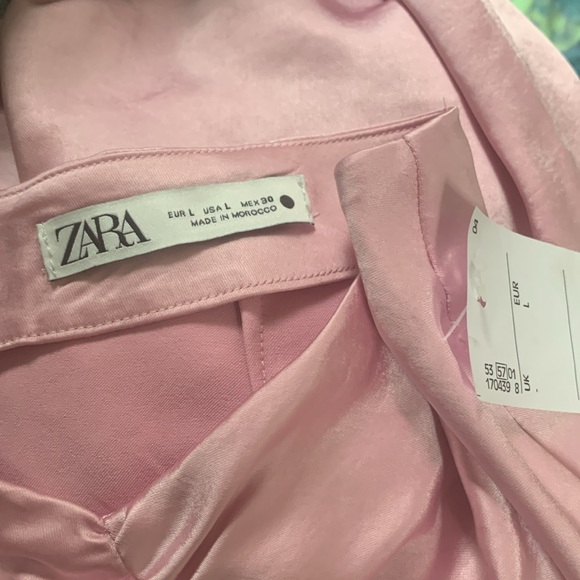 ZARA
EUR L USA L MEX 30
MADE IN MOROCCO
EUR
L
UK
53 57 01
170439 8